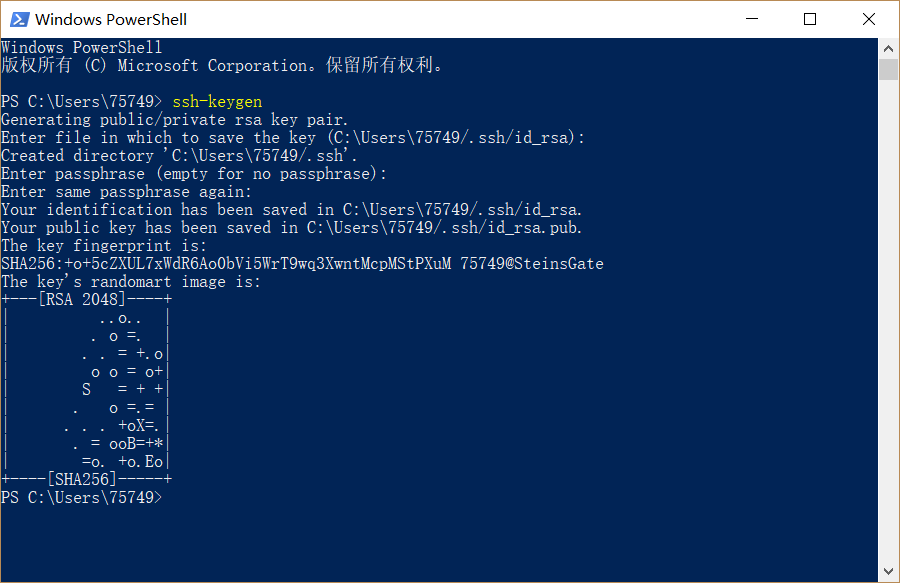 Windows PowerShell
Windows PowerShell
版权所有 (C) Microsoft Corporation。保留所有权利。
PS C:\Users\75749> ssh-keygen
Generating public/private rsa key pair.
Enter file in which to save the key (C:\Users\75749/.ssh/id_rsa):
Created directory 'C:\Users\75749/.ssh'.
Enter passphrase (empty for no passphrase):
Enter same passphrase again:
Your identification has been saved in C:\Users\75749/.ssh/id_rsa.
Your public key has been saved in C:\Users\75749/.ssh/id_rsa.pub.
The key fingerprint is:
SHA256:+o+5cZXUL7xWdR6Ao0bVi5WrT9wq3XwntMcpMStPXuM 75749@SteinsGate
The key's randomart image is:
+---[RSA 2048]----+
|          ..o..  |
|         . o =.  |
|        . . = +.o|
|         o o = o+|
|        S   = + +|
|       .   o =.= |
|      . . . +oX=.|
|       . = ooB=+*|
|        =o. +o.Eo|
+----[SHA256]-----+
PS C:\Users\75749>